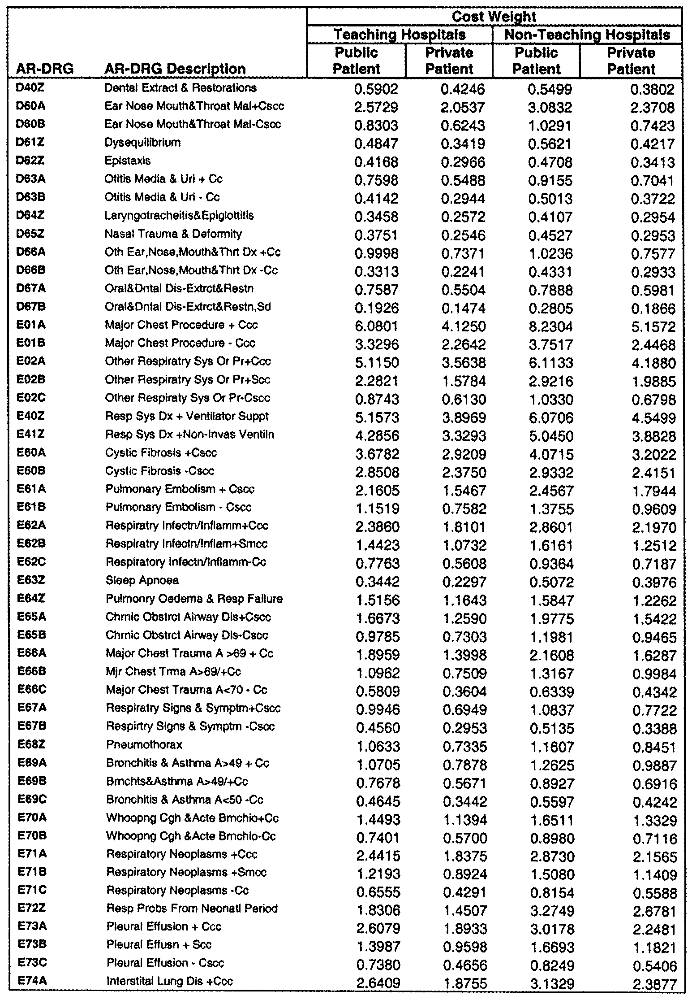 Cost Weight
Teaching Hospitals Non-Teaching Hospitals
Public Private Public Private
AR-DRG AR-DRG Description Patient Patient Patient Patient
D40Z Dental Extract & Restorations 0.5902 0.4246 0.5499 0.3802
D60A Ear Nose Mouth&Throat Mal+Cscc 2.5729 2.0537 3.0832 2.3708
D60B Ear Nose Mouth&Throat Mal-Cscc 0.8303 0.6243 1.0291 0.7423
D61Z Dysequilibrium 0.4847 0.3419 0.5621 0.4217
D62Z Epistaxis 0.4168 0.2966 0.4708 0.3413
D63A Otitis Media & Uri + Cc 0.7598 0.5488 0.9155 0.7041
D63B Otitis Media & Uri - Cc 0.4142 0.2944 0.5013 0.3722
D64Z Laryngotracheitis&Epiglottitis 0.3458 0.2572 0.4107 0.2954
D65Z Nasal Trauma & Deformity 0.3751 0.2546 0.4527 0.2953
D66A Oth Ear,Nose,Mouth&Thrt Dx +Cc 0.9998 0.7371 1.0236 0.7577
D66B Oth Ear,Nose,Mouth&Thrt Dx -Cc 0.3313 0.2241 0.4331 0.2933
D67A Oral&Dntal Dis-Extrct&Restn 0.7587 0.5504 0.7888 0.5981
D67B Oral&Dntal Dis-Extrct&Restn,Sd 0.1926 0.1474 0.2805 0.1866
E01A Major Chest Procedure + Ccc 6.0801 4.1250 8.2304 5.1572
E01B Major Chest Procedure - Ccc 3.3296 2.2642 3.7517 2.4468
E02A Other Respiratry Sys Or Pr+Ccc 5.1150 3.5638 6.1133 4.1880
E02B Other Respiratry Sys Or Pr+Scc 2.2821 1.5784 2.9216 1.9885
E02C Other Respiraty Sys Or Pr-Cscc 0.8743 0.6130 1.0330 0.6798
E40Z Resp Sys Dx + Ventilator Suppt 5.1573 3.8969 6.0706 4.5499
E41Z Resp Sys Dx +Non-Invas Ventiln 4.2856 3.3293 5.0450 3.8828
E60A Cystic Fibrosis +Cscc 3.6782 2.9209 4.0715 3.2022
E60B Cystic Fibrosis -Cscc 2.8508 2.3750 2.9332 2.4151
E61A Pulmonary Embolism + Cscc 2.1605 1.5467 2.4567 1.7944
E61B Pulmonary Embolism - Cscc 1.1519 0.7582 1.3755 0.9609
E62A Respiratry Infectn/Inflamm+Ccc 2.3860 1.8101 2.8601 2.1970
E62B Respiratry Infectn/Inflam+Smcc 1.4423 1.0732 1.6161 1.2512
E62C Respiratory Infectn/Inflamm-Cc 0.7763 0.5608 0.9364 0.7187
E63Z Sleep Apnoea 0.3442 0.2297 0.5072 0.3976
E64Z Pulmonry Oedema & Resp Failure 1.5156 1.1643 1.5847 1.2262
E65A Chrnic Obstrct Airway Dis+Cscc 1.6673 1.2590 1.9775 1.5422
E65B Chrnic Obstrct Airway Dis-Cscc 0.9785 0.7303 1.1981 0.9465
E66A Major Chest Trauma A >69 + Cc 1.8959 1.3998 2.1608 1.6287
E66B Mjr Chest Trma A>69/+Cc 1.0962 0.7509 1.3167 0.9984
E66C Major Chest Trauma A<70 - Cc 0.5809 0.3604 0.6339 0.4342
E67A Respiratry Signs & Symptm+Cscc 0.9946 0.6949 1.0837 0.7722
E67B Respirtry Signs & Symptm -Cscc 0.4560 0.2953 0.5135 0.3388
E68Z Pneumothorax 1.0633 0.7335 1.1607 0.8451
E69A Bronchitis & Asthma A>49 + Cc 1.0705 0.7878 1.2625 0.9887
E69B Brnchts&Asthma A>49/+Cc 0.7678 0.5671 0.8927 0.6916
E69C Bronchitis & Asthma A<50 -Cc 0.4645 0.3442 0.5597 0.4242
E70A Whoopng Cgh &Acte Brnchio+Cc 1.4493 1.1394 1.6511 1.3329
E70B Whoopng Cgh &Acte Brnchio-Cc 0.7401 0.5700 0.8980 0.7116
E71A Respiratory Neoplasms +Ccc 2.4415 1.8375 2.8730 2.1565
E71B Respiratory Neoplasms +Smcc 1.2193 0.8924 1.5080 1.1409
E71C Respiratory Neoplasms -Cc 0.6555 0.4291 0.8154 0.5588
E72Z Resp Probs From Neonatl Period 1.8306 1.4507 3.2749 2.6781
E73A Pleural Effusion + Ccc 2.6079 1.8933 3.0178 2.2481
E73B Pleural Effusn + Scc 1.3987 0.9598 1.6693 1.1821
E73C Pleural Effusion - Cscc 0.7380 0.4656 0.8249 0.5406
E74A Interstital Lung Dis +Ccc 2.6409 1.8755 3.1329 2.3877